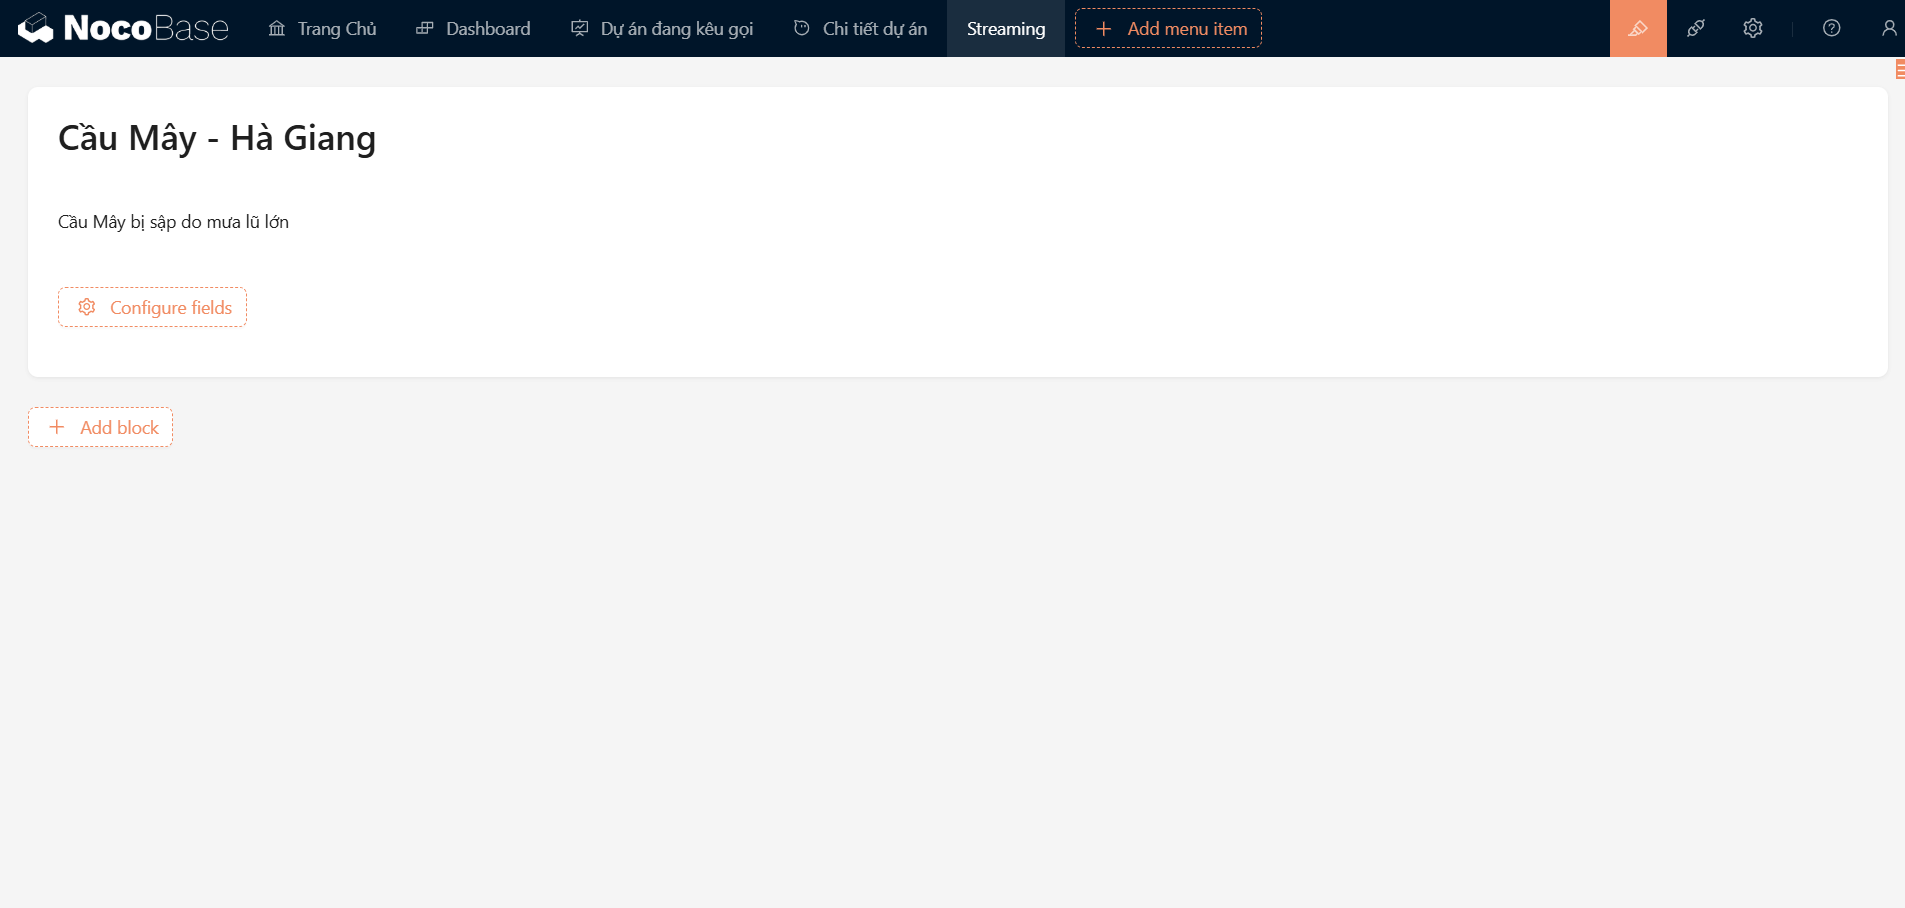 NocoBase Trang Chủ Dashboard Dự án đang kêu gọi Chi tiết dự án Streaming Add menu item
Cầu Mây - Hà Giang
Cầu Mây bị sập do mưa lũ lớn
Configure fields
Add block